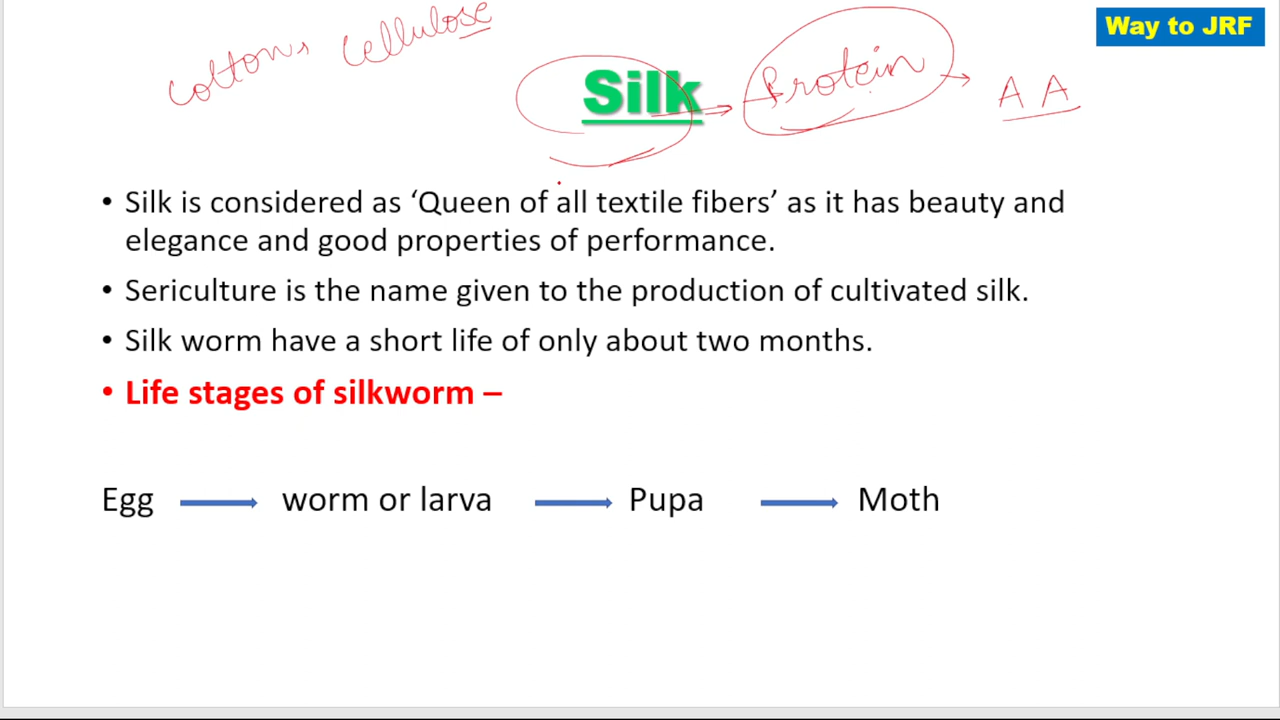 Way to JRF
cotton, cellulose
Silk → Protein → A A
• Silk is considered as ‘Queen of all textile fibers’ as it has beauty and
elegance and good properties of performance.
• Sericulture is the name given to the production of cultivated silk.
• Silk worm have a short life of only about two months.
• Life stages of silkworm –
Egg → worm or larva → Pupa → Moth